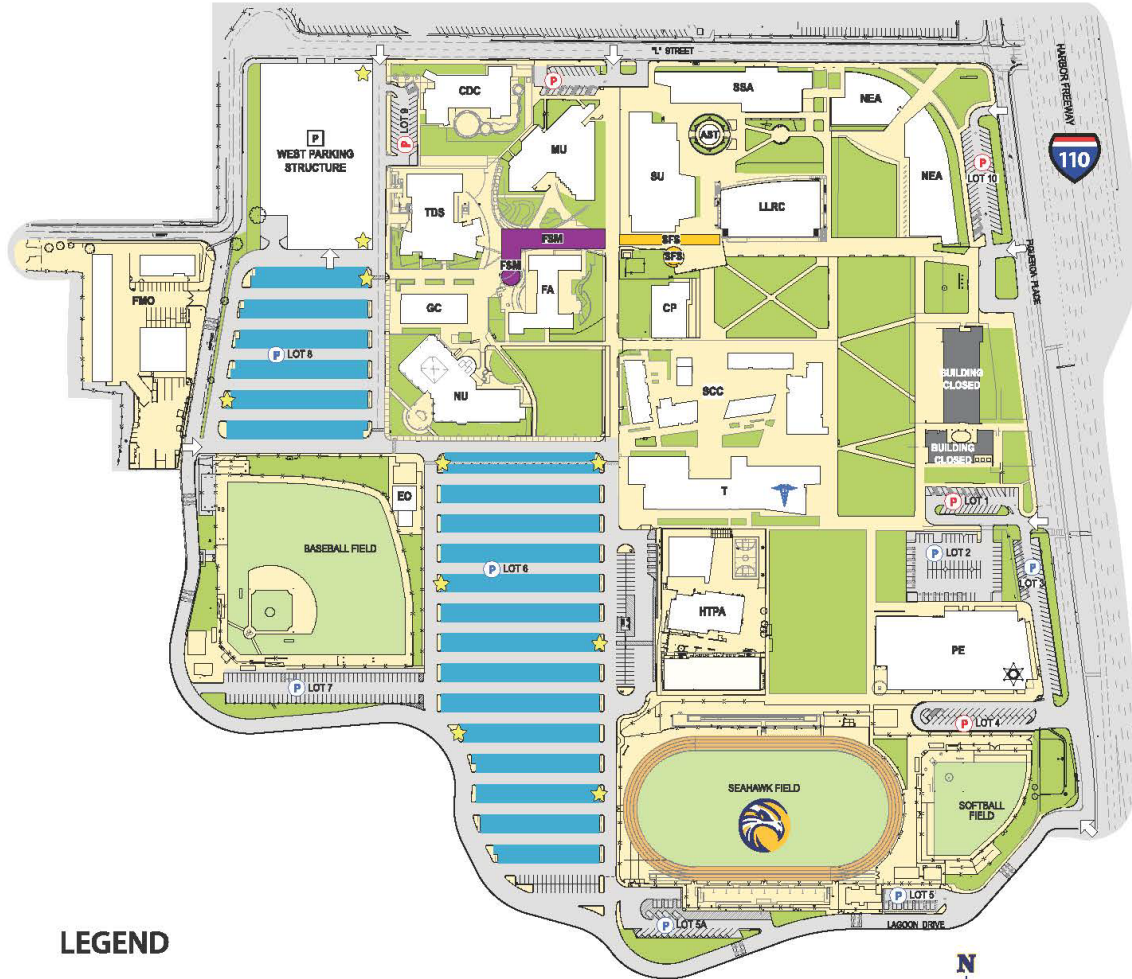 "L" STREET
HARBOR FREEWAY
110
P
WEST PARKING
STRUCTURE
LOT 9
P
CDC
P
MU
SSA
AST
NEA
NEA
P
LOT 10
SU
LLRC
TDS
FSM
FSM
SFS
SFS
FIGUEROA PLACE
FMO
GC
FA
CP
P LOT 8
NU
SCC
BUILDING
CLOSED
BUILDING
CLOSED
EO
T
P LOT 1
BASEBALL FIELD
P LOT 6
P LOT 2
P
LOT 3
HTPA
PE
P LOT 7
P LOT 4
SEAHAWK FIELD
SOFTBALL
FIELD
P LOT 5
P LOT 5A
LAGOON DRIVE
LEGEND
N